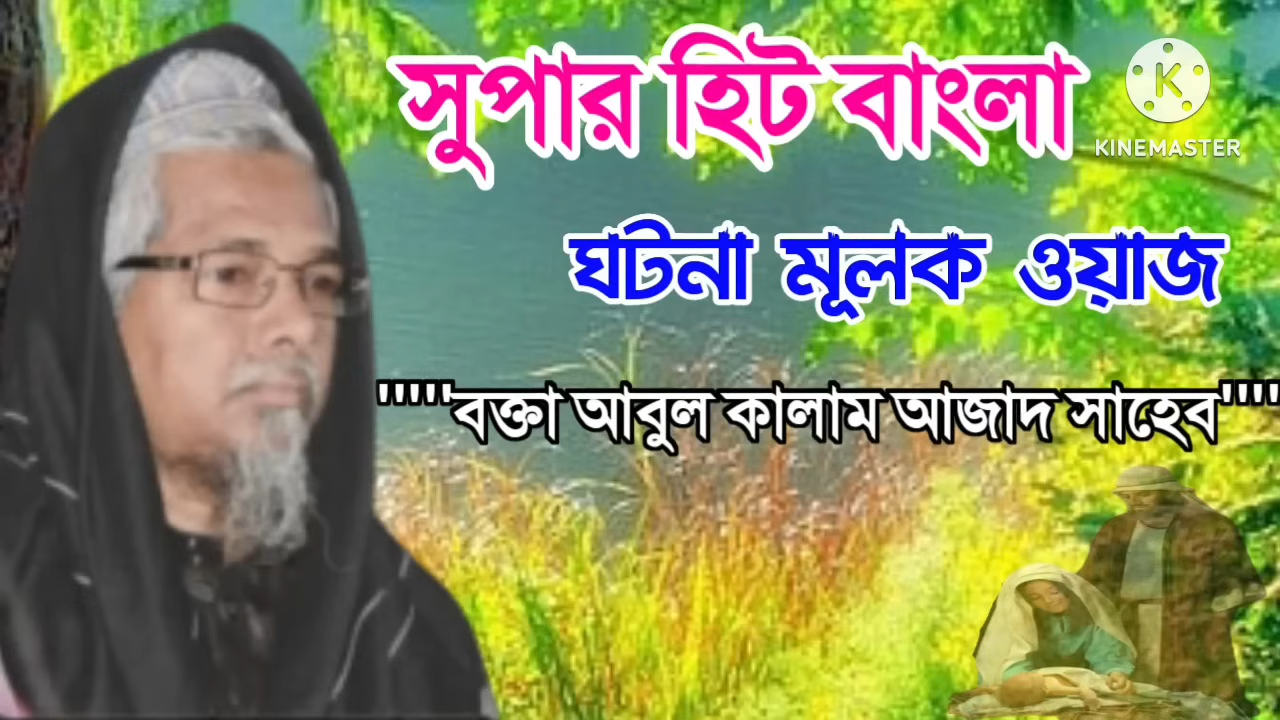 সুপার হিট বাংলা
KINEMASTER
ঘটনা মূলক ওয়াজ
"""বক্তা আবুল কালাম আজাদ সাহেব""